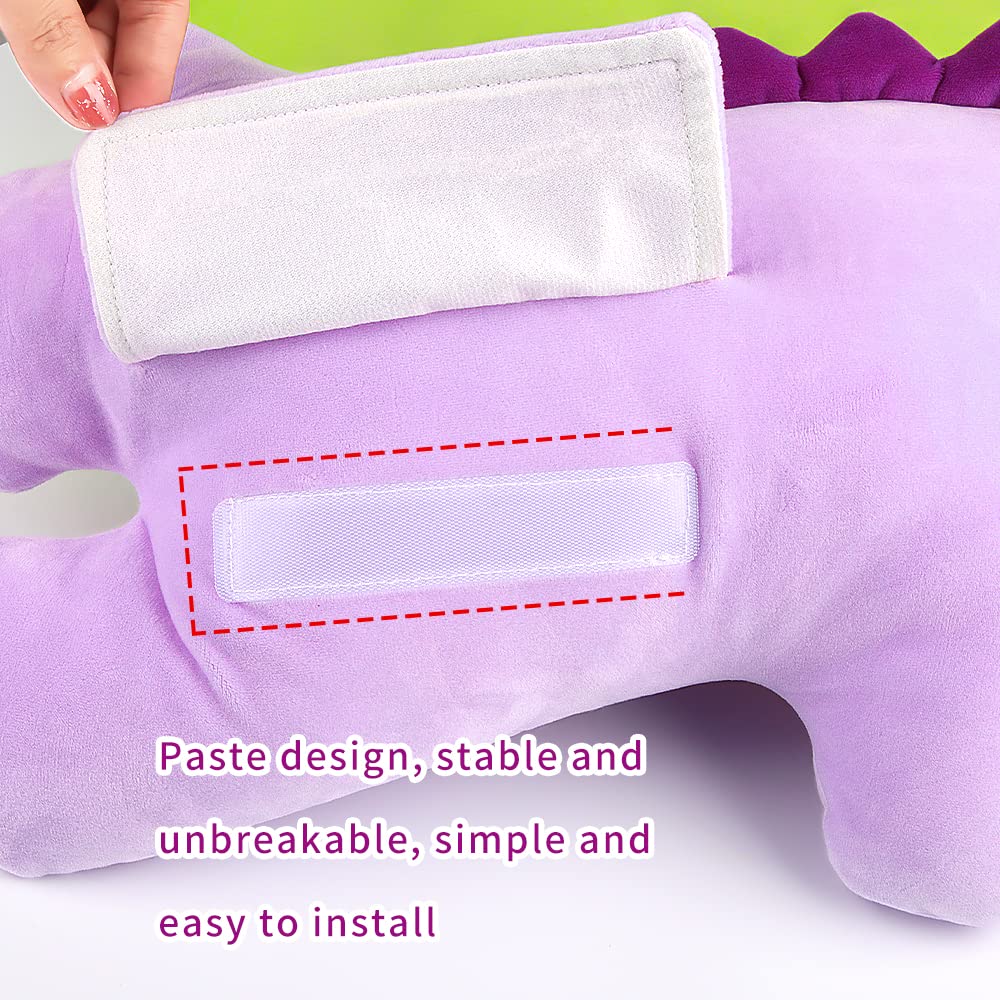 Paste design, stable and
unbreakable, simple and
easy to install